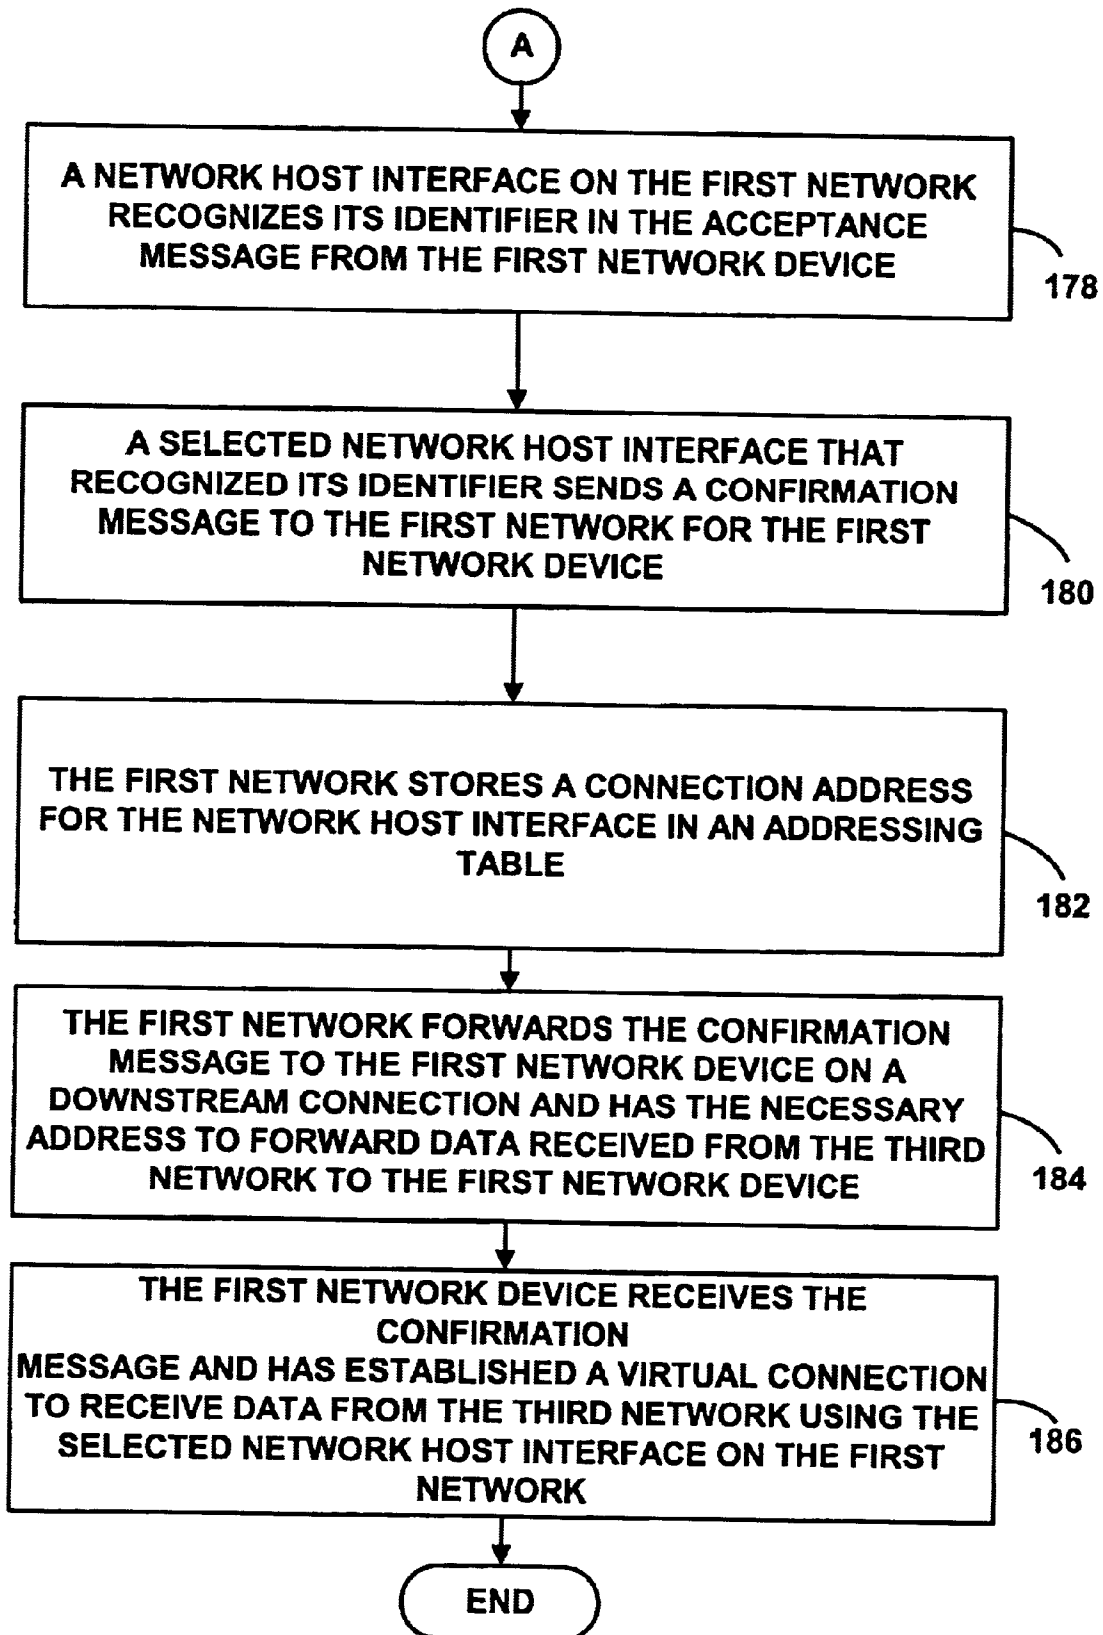 A
A NETWORK HOST INTERFACE ON THE FIRST NETWORK
RECOGNIZES ITS IDENTIFIER IN THE ACCEPTANCE
MESSAGE FROM THE FIRST NETWORK DEVICE
178
A SELECTED NETWORK HOST INTERFACE THAT
RECOGNIZED ITS IDENTIFIER SENDS A CONFIRMATION
MESSAGE TO THE FIRST NETWORK FOR THE FIRST
NETWORK DEVICE
180
THE FIRST NETWORK STORES A CONNECTION ADDRESS
FOR THE NETWORK HOST INTERFACE IN AN ADDRESSING
TABLE
182
THE FIRST NETWORK FORWARDS THE CONFIRMATION
MESSAGE TO THE FIRST NETWORK DEVICE ON A
DOWNSTREAM CONNECTION AND HAS THE NECESSARY
ADDRESS TO FORWARD DATA RECEIVED FROM THE THIRD
NETWORK TO THE FIRST NETWORK DEVICE
184
THE FIRST NETWORK DEVICE RECEIVES THE
CONFIRMATION
MESSAGE AND HAS ESTABLISHED A VIRTUAL CONNECTION
TO RECEIVE DATA FROM THE THIRD NETWORK USING THE
SELECTED NETWORK HOST INTERFACE ON THE FIRST
NETWORK
186
END